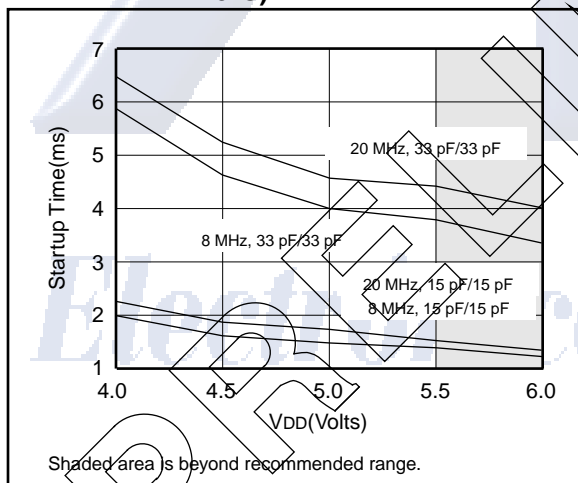 7
6
5
4
3
2
1
Startup Time(ms)
20 MHz, 33 pF/33 pF
8 MHz, 33 pF/33 pF
20 MHz, 15 pF/15 pF
8 MHz, 15 pF/15 pF
4.0 4.5 5.0 5.5 6.0
VDD(Volts)
Shaded area is beyond recommended range.